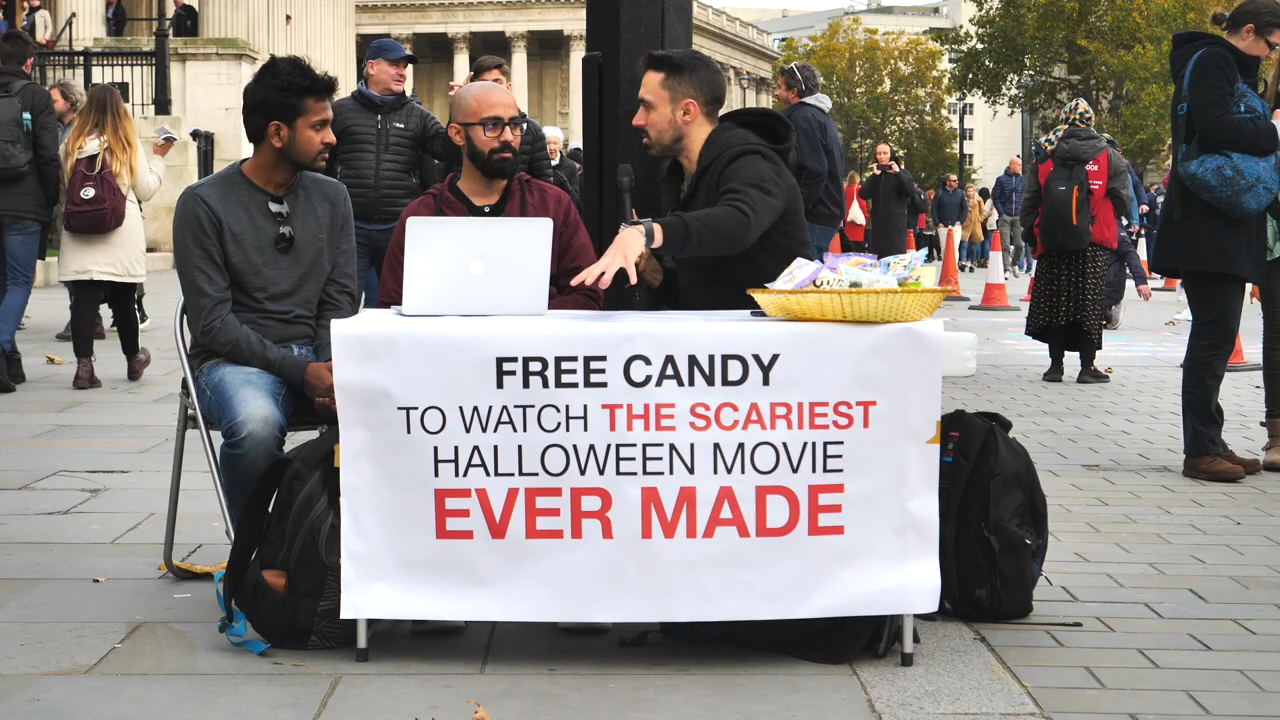 FREE CANDY
TO WATCH THE SCARIEST
HALLOWEEN MOVIE
EVER MADE